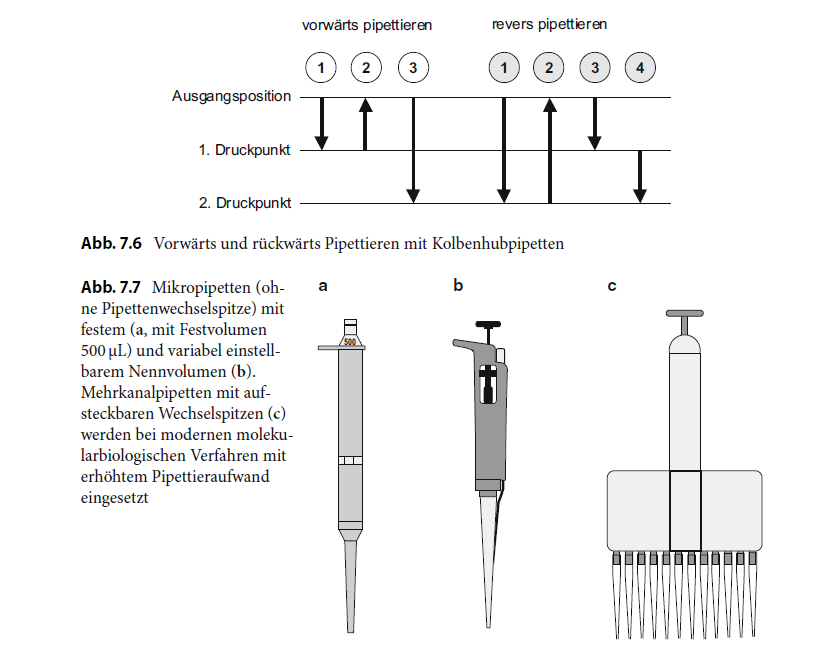 vorwärts pipettieren
revers pipettieren
1 2 3
1 2 3 4
Ausgangsposition
1. Druckpunkt
2. Druckpunkt
Abb. 7.6 Vorwärts und rückwärts Pipettieren mit Kolbenhubpipetten
Abb. 7.7 Mikropipetten (oh-
ne Pipettenwechselspitze) mit
festem (a, mit Festvolumen
500 µL) und variabel einstell-
barem Nennvolumen (b).
Mehrkanalpipetten mit auf-
steckbaren Wechselspitzen (c)
werden bei modernen moleku-
larbiologischen Verfahren mit
erhöhtem Pipettieraufwand
eingesetzt
a
500
b
c